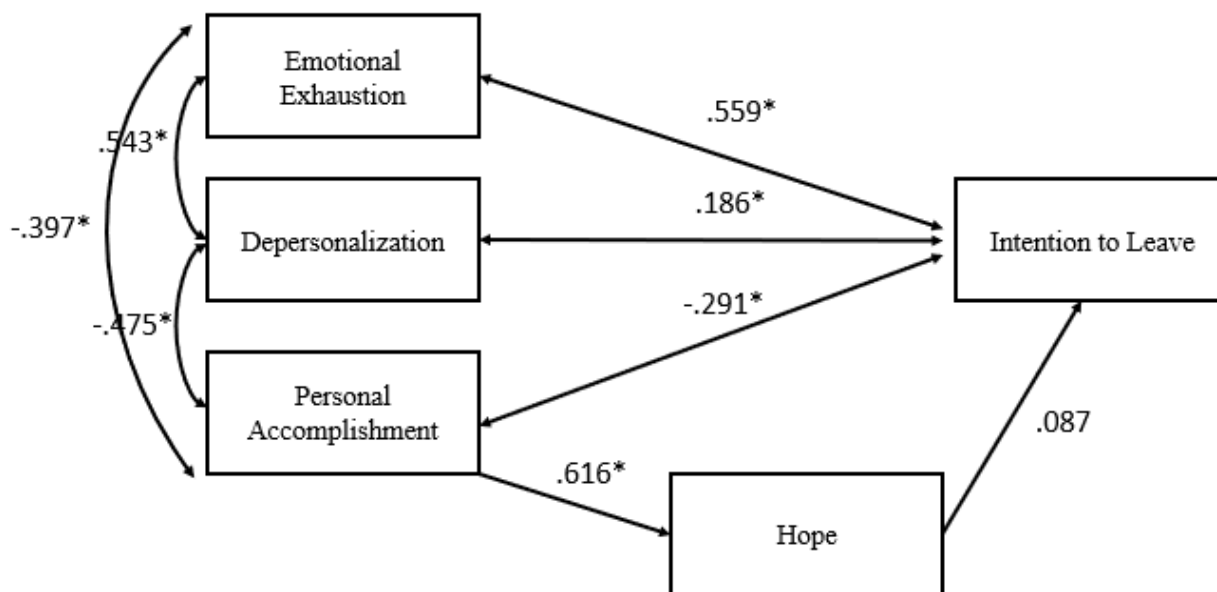 Emotional
Exhaustion
.559*
.543*
.186*
-.397*
Depersonalization
Intention to Leave
-.291*
-.475*
Personal
Accomplishment
.087
.616*
Hope